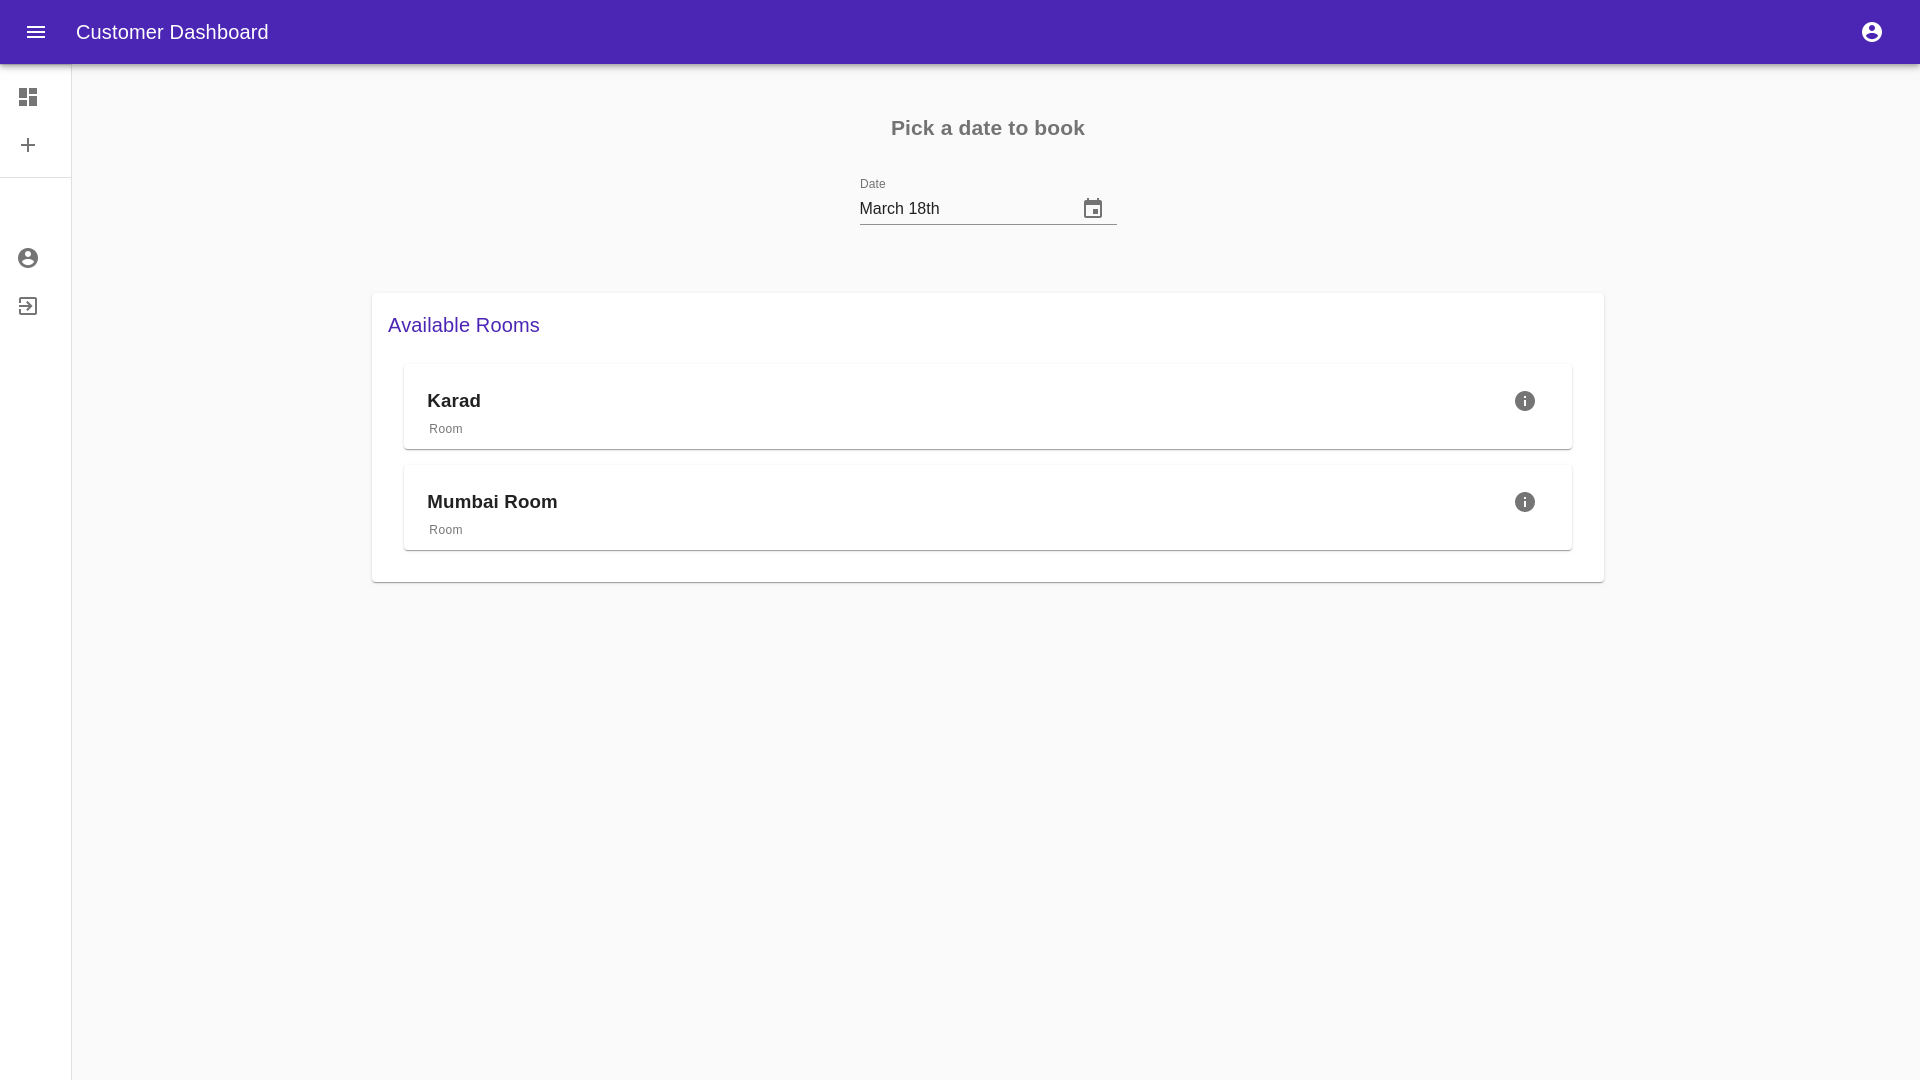 Customer Dashboard
Pick a date to book
Date
March 18th
Available Rooms
Karad
Room
Mumbai Room
Room